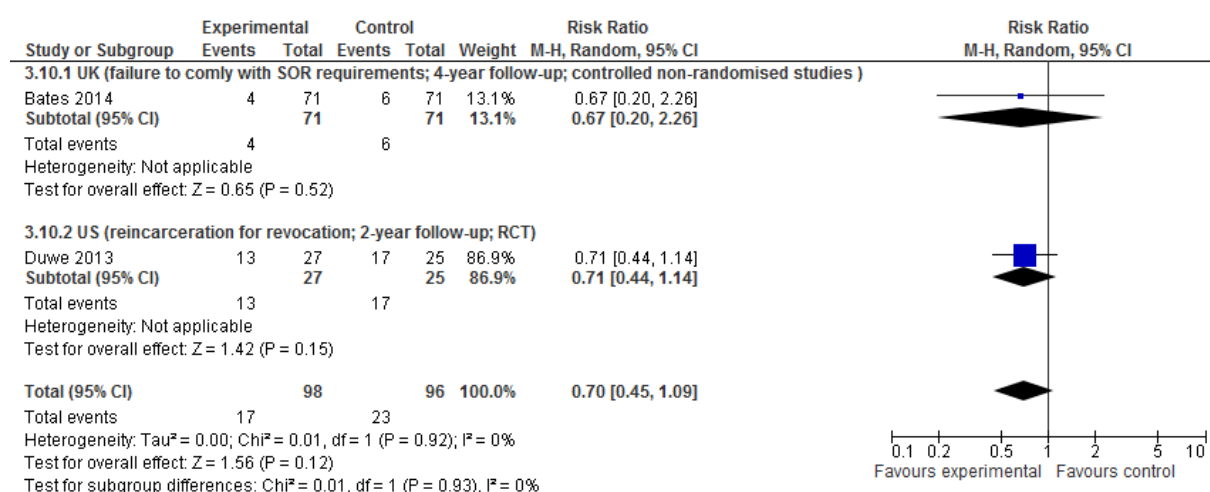 Experimental Control Risk Ratio Risk Ratio
Study or Subgroup Events Total Events Total Weight M-H, Random, 95% CI M-H, Random, 95% CI
3.10.1 UK (failure to comly with SOR requirements; 4-year follow-up; controlled non-randomised studies )
Bates 2014 4 71 6 71 13.1% 0.67 [0.20, 2.26]
Subtotal (95% CI) 71 71 13.1% 0.67 [0.20, 2.26]
Total events 4 6
Heterogeneity: Not applicable
Test for overall effect: Z = 0.65 (P = 0.52)
3.10.2 US (reincarceration for revocation; 2-year follow-up; RCT)
Duwe 2013 13 27 17 25 86.9% 0.71 [0.44, 1.14]
Subtotal (95% CI) 27 25 86.9% 0.71 [0.44, 1.14]
Total events 13 17
Heterogeneity: Not applicable
Test for overall effect: Z = 1.42 (P = 0.15)
Total (95% CI) 98 96 100.0% 0.70 [0.45, 1.09]
Total events 17 23
Heterogeneity: Tau² = 0.00; Chi² = 0.01, df = 1 (P = 0.92); I² = 0%
Test for overall effect: Z = 1.56 (P = 0.12)
Test for subgroup differences: Chi² = 0.01, df = 1 (P = 0.93), I² = 0%
0.1 0.2 0.5 1 2 5 10
Favours experimental Favours control